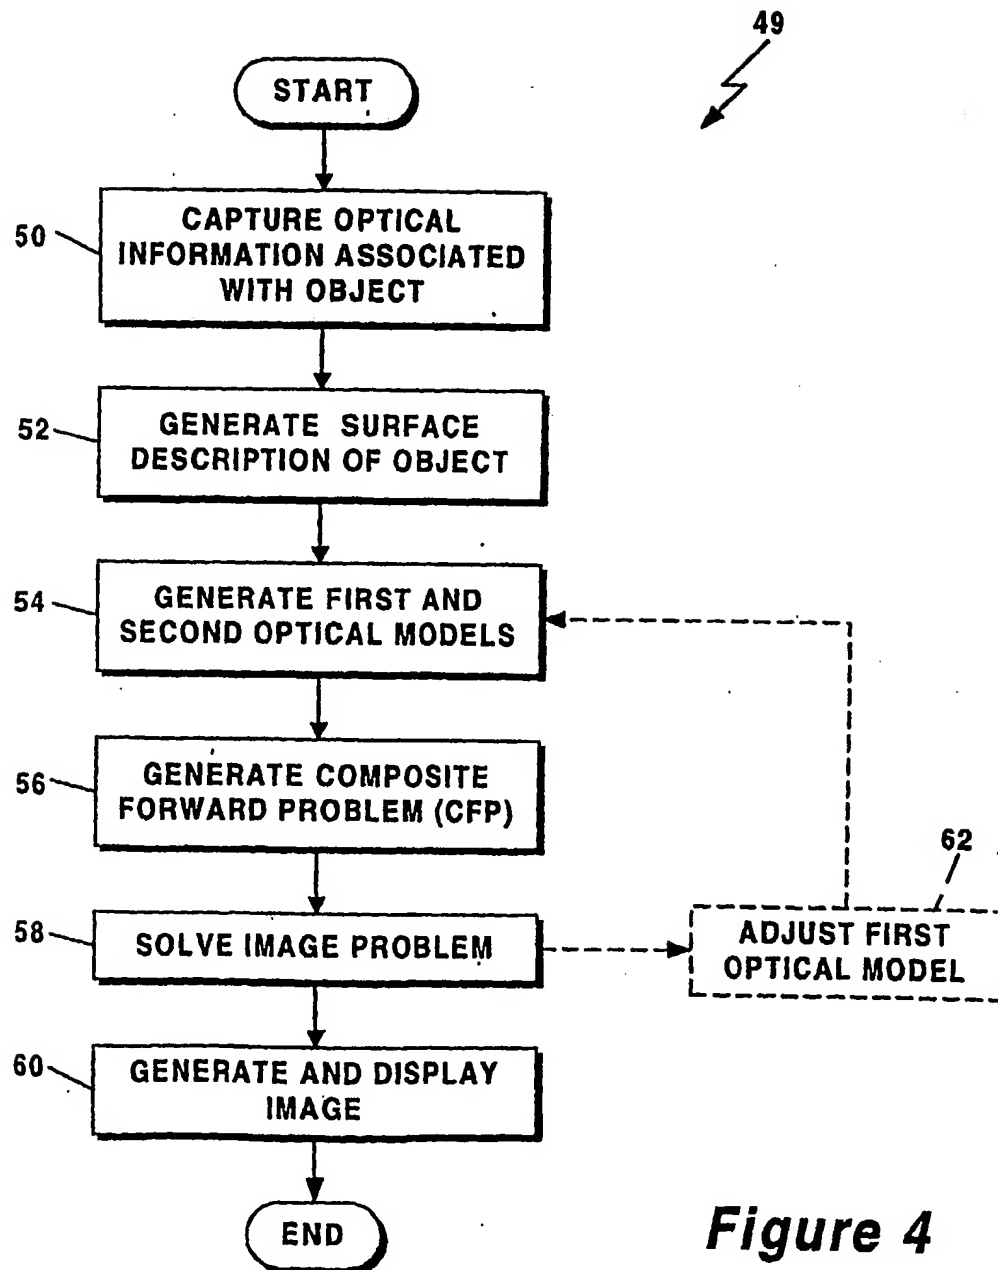 49
START
50
CAPTURE OPTICAL
INFORMATION ASSOCIATED
WITH OBJECT
52
GENERATE SURFACE
DESCRIPTION OF OBJECT
54
GENERATE FIRST AND
SECOND OPTICAL MODELS
56
GENERATE COMPOSITE
FORWARD PROBLEM (CFP)
62
58
SOLVE IMAGE PROBLEM
ADJUST FIRST
OPTICAL MODEL
60
GENERATE AND DISPLAY
IMAGE
END
Figure 4